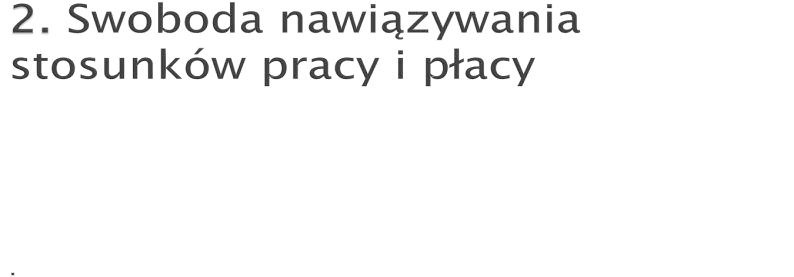 2. Swoboda nawiązywania
stosunków pracy i płacy
.